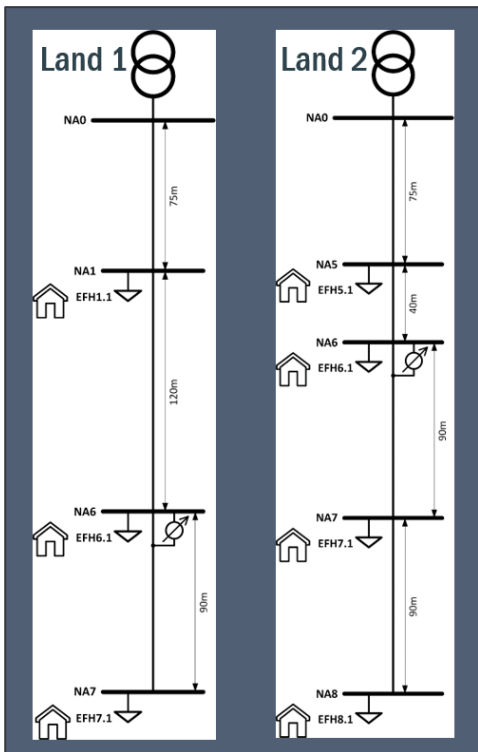 Land 1
NA0
75m
NA1
EFH1.1
120m
NA6
EFH6.1
90m
NA7
EFH7.1
Land 2
NA0
75m
NA5
EFH5.1
40m
NA6
EFH6.1
90m
NA7
EFH7.1
90m
NA8
EFH8.1